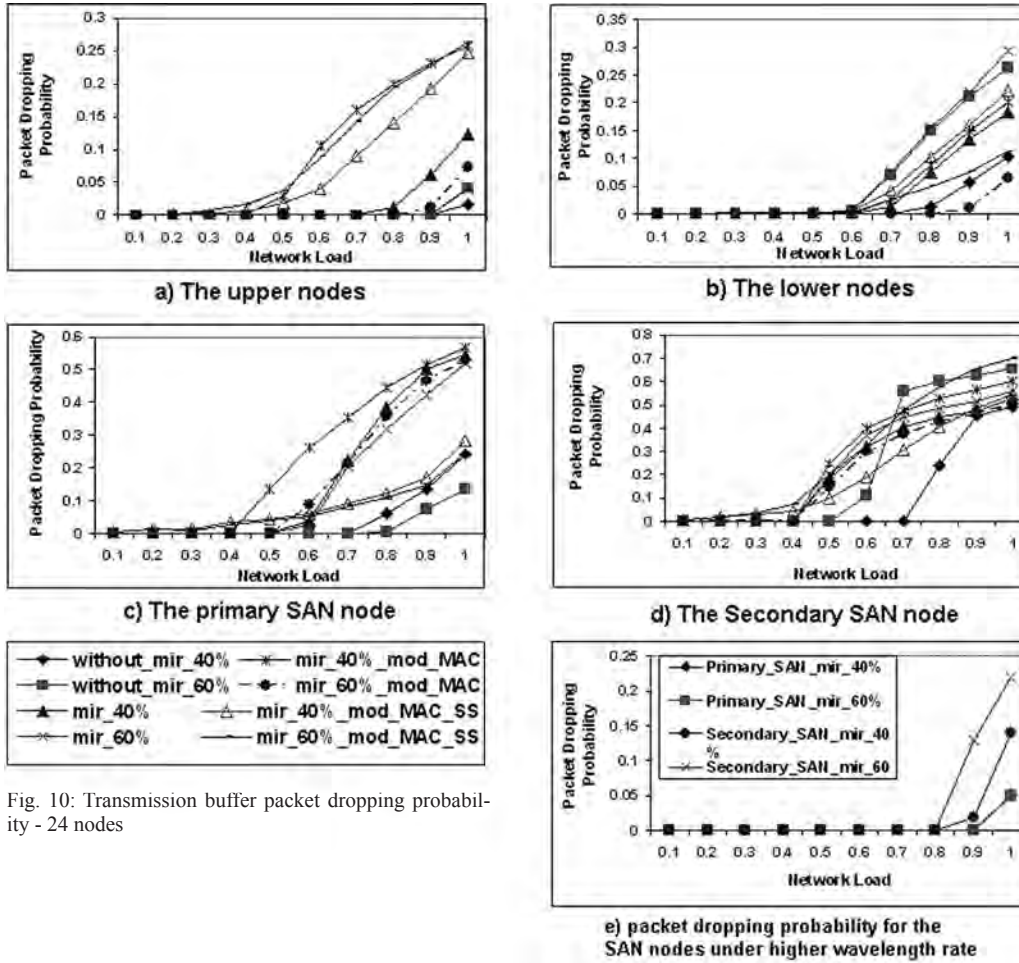 0.3
0.25
0.2
0.15
0.1
0.05
0
Packet Dropping
Probability
0.1 0.2 0.3 0.4 0.5 0.6 0.7 0.8 0.9 1
Network Load
a) The upper nodes
0.35
0.3
0.25
0.2
0.15
0.1
0.05
0
Packet Dropping
Probability
0.1 0.2 0.3 0.4 0.5 0.6 0.7 0.8 0.9 1
Network Load
b) The lower nodes
0.6
0.5
0.4
0.3
0.2
0.1
0
Packet Dropping Probability
0.1 0.2 0.3 0.4 0.5 0.6 0.7 0.8 0.9 1
Network Load
c) The primary SAN node
0.8
0.7
0.6
0.5
0.4
0.3
0.2
0.1
0
Packet Dropping
Probability
0.1 0.2 0.3 0.4 0.5 0.6 0.7 0.8 0.9 1
Network Load
d) The Secondary SAN node
without_mir_40%
mir_40%_mod_MAC
without_mir_60%
mir_60%_mod_MAC
mir_40%
mir_40%_mod_MAC_SS
mir_60%
mir_60%_mod_MAC_SS
Fig. 10: Transmission buffer packet dropping probabil-
ity - 24 nodes
0.25
0.2
0.15
0.1
0.05
0
Packet Dropping
Probability
Primary_SAN_mir_40%
Primary_SAN_mir_60%
Secondary_SAN_mir_40
%
Secondary_SAN_mir_60
0.1 0.2 0.3 0.4 0.5 0.6 0.7 0.8 0.9 1
Network Load
e) packet dropping probability for the
SAN nodes under higher wavelength rate